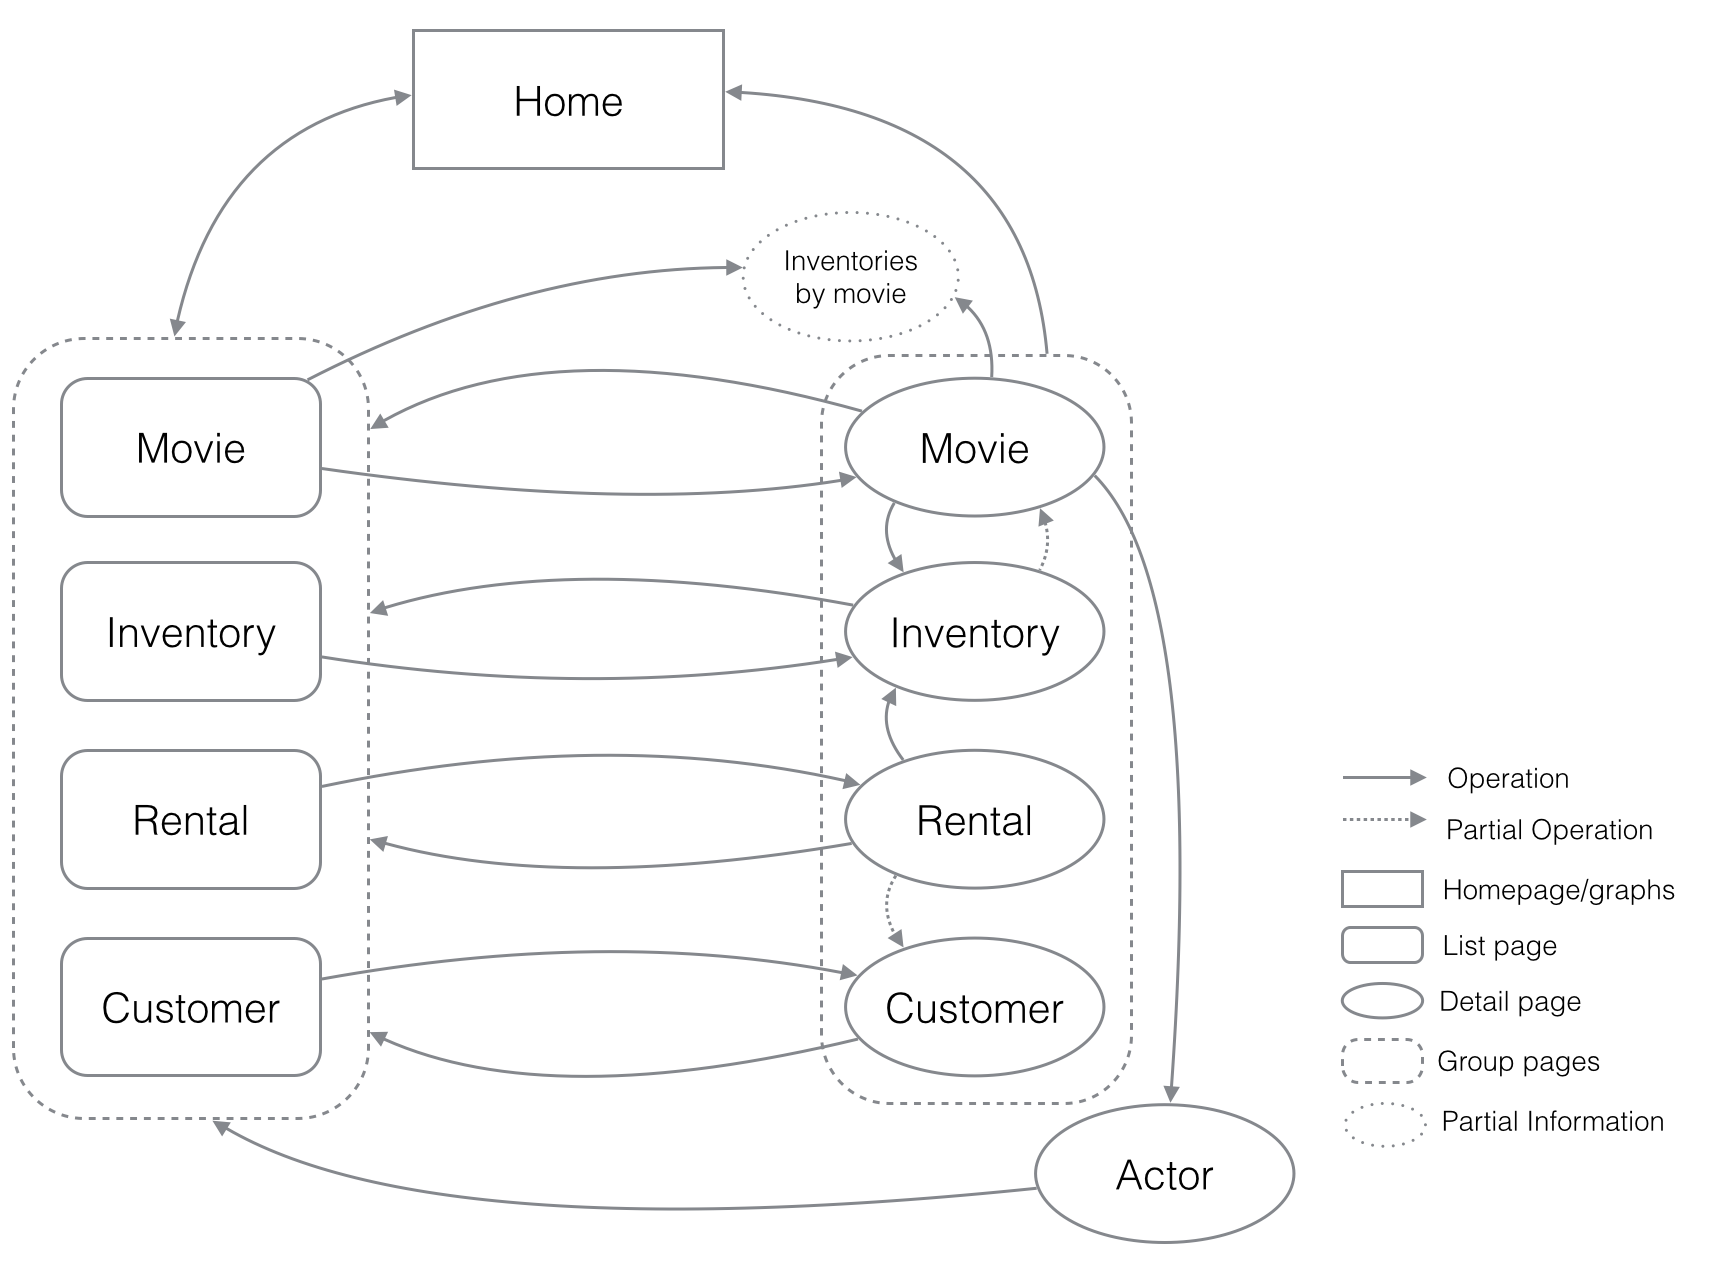 Home
Inventories
by movie
Movie
Movie
Inventory
Inventory
Rental
Rental
Customer
Customer
Actor
Operation
Partial Operation
Homepage/graphs
List page
Detail page
Group pages
Partial Information